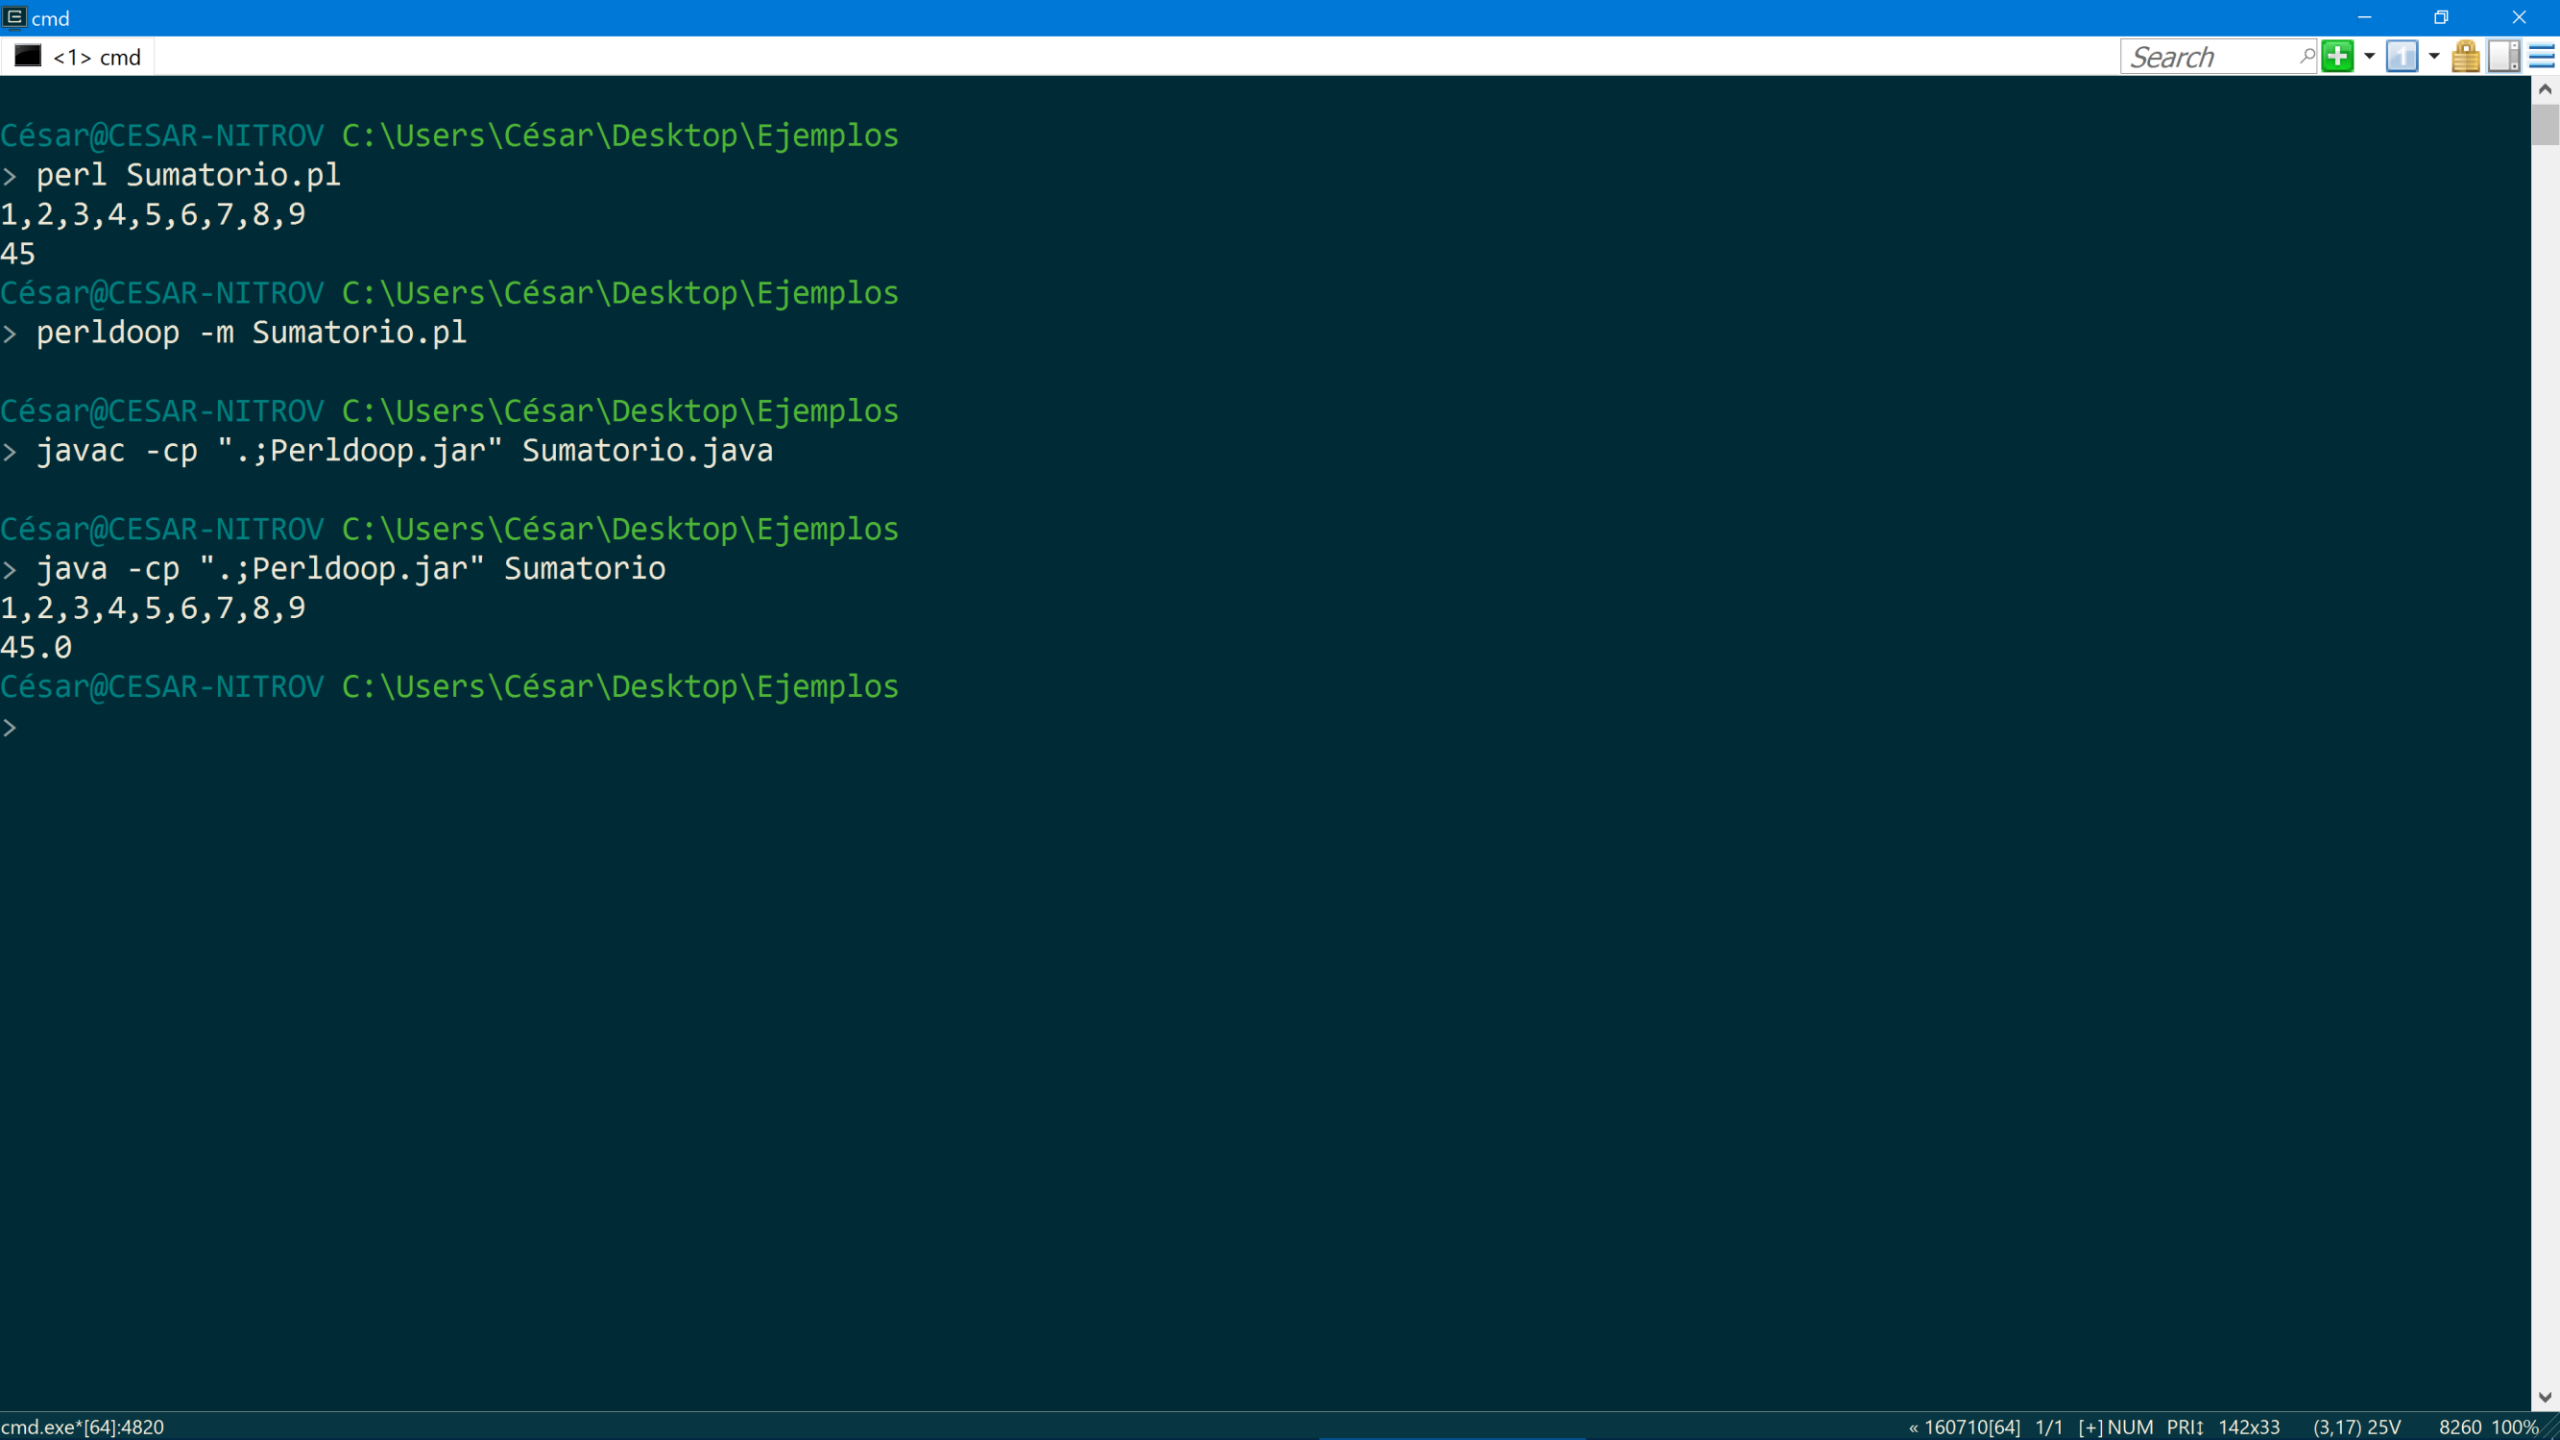 cmd
<1> cmd
Search
César@CESAR-NITROV C:\Users\César\Desktop\Ejemplos
> perl Sumatorio.pl
1,2,3,4,5,6,7,8,9
45
César@CESAR-NITROV C:\Users\César\Desktop\Ejemplos
> perldoop -m Sumatorio.pl
César@CESAR-NITROV C:\Users\César\Desktop\Ejemplos
> javac -cp ".;Perldoop.jar" Sumatorio.java
César@CESAR-NITROV C:\Users\César\Desktop\Ejemplos
> java -cp ".;Perldoop.jar" Sumatorio
1,2,3,4,5,6,7,8,9
45.0
César@CESAR-NITROV C:\Users\César\Desktop\Ejemplos
>
cmd.exe*[64]:4820 « 160710[64] 1/1 [+] NUM PRI↕ 142x33 (3,17) 25V 8260 100%